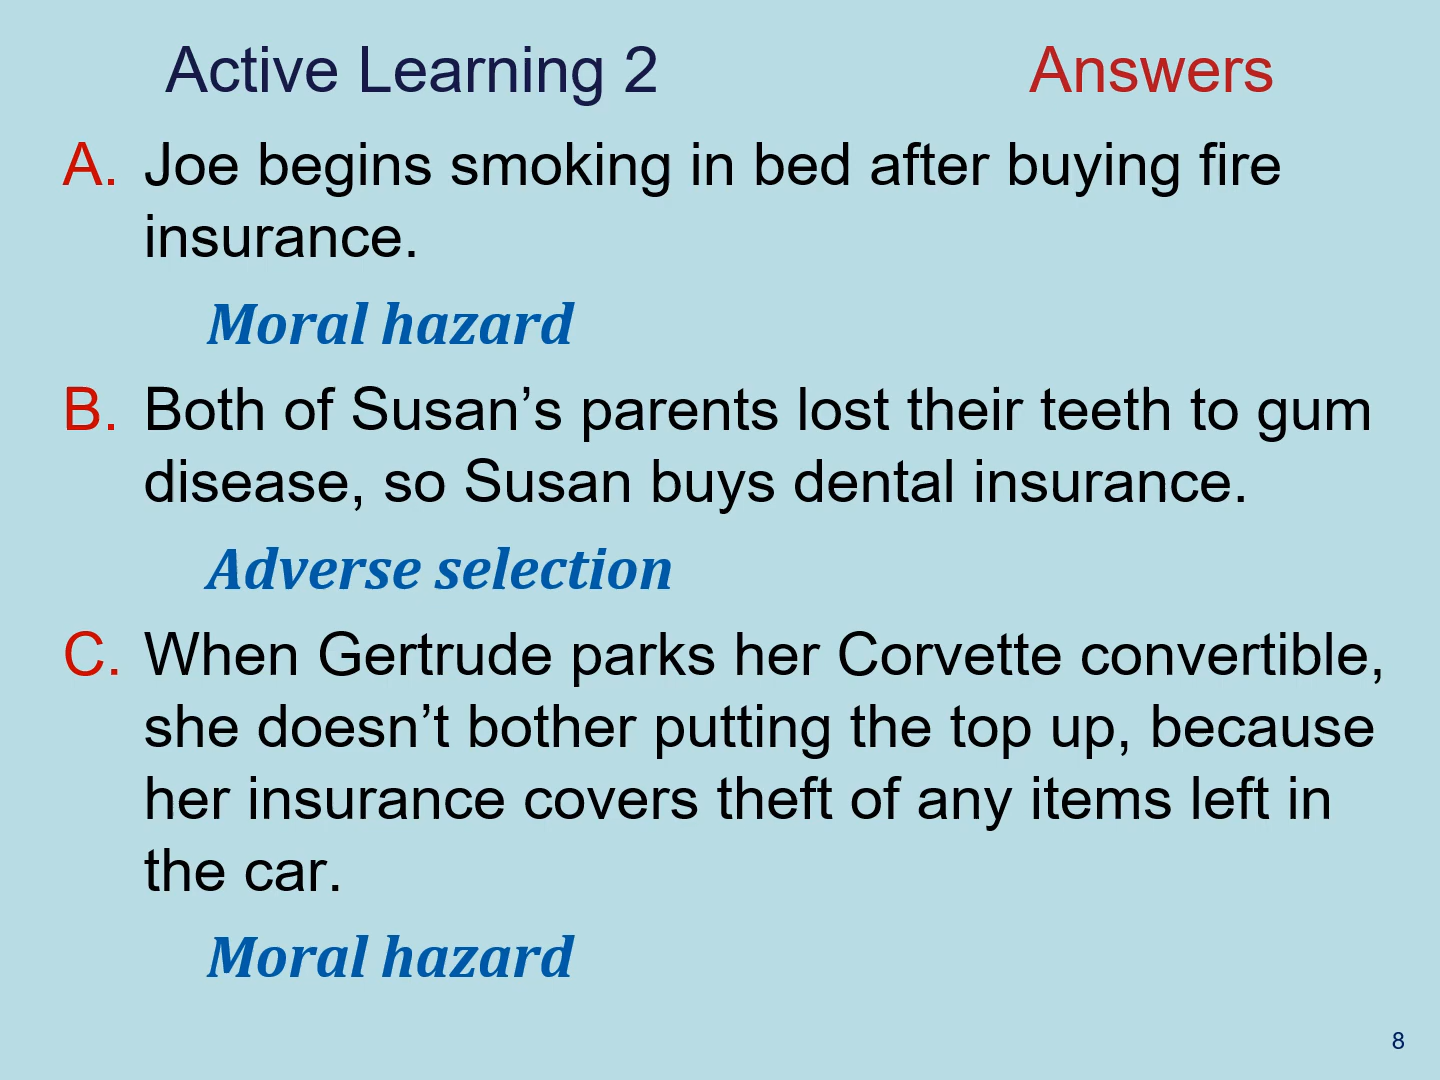 Active Learning 2 Answers
A. Joe begins smoking in bed after buying fire
insurance.
Moral hazard
B. Both of Susan’s parents lost their teeth to gum
disease, so Susan buys dental insurance.
Adverse selection
C. When Gertrude parks her Corvette convertible,
she doesn’t bother putting the top up, because
her insurance covers theft of any items left in
the car.
Moral hazard
8